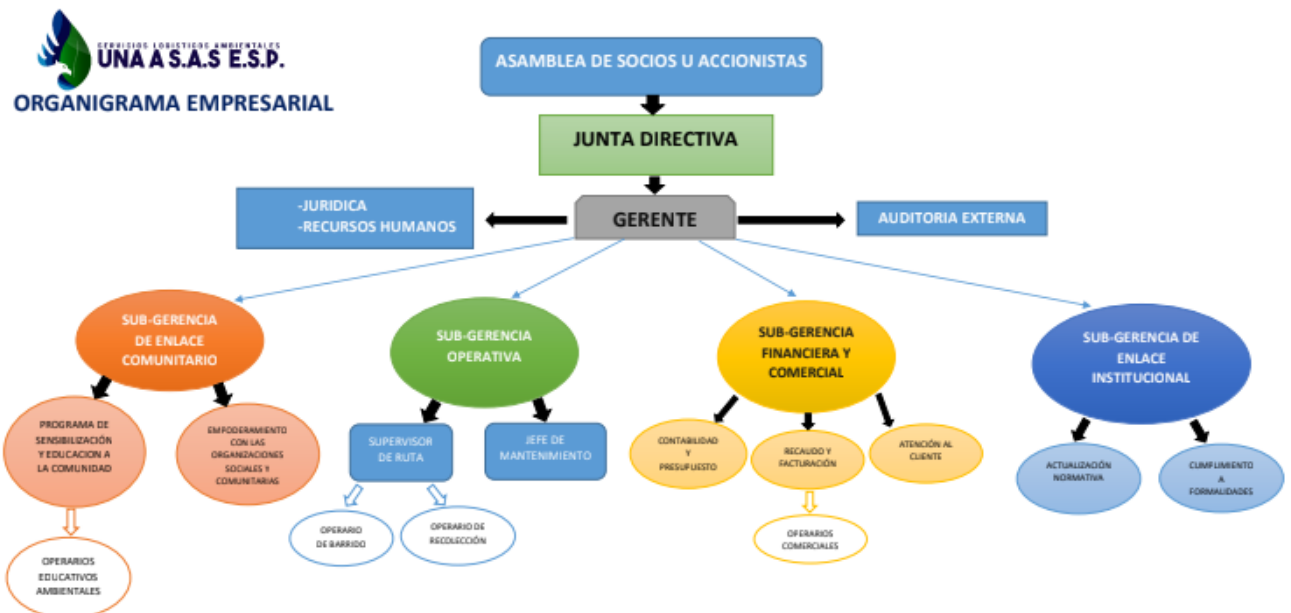 SERVICIOS LOGISTICOS AMBIENTALES
UNA A S.A.S E.S.P.
ORGANIGRAMA EMPRESARIAL
ASAMBLEA DE SOCIOS U ACCIONISTAS
JUNTA DIRECTIVA
-JURIDICA
-RECURSOS HUMANOS
GERENTE
AUDITORIA EXTERNA
SUB-GERENCIA
DE ENLACE
COMUNITARIO
SUB-GERENCIA
OPERATIVA
SUB-GERENCIA
FINANCIERA Y
COMERCIAL
SUB-GERENCIA DE
ENLACE
INSTITUCIONAL
PROGRAMA DE
SENSIBILIZACIÓN
Y EDUCACION A
LA COMUNIDAD
EMPODERAMIENTO
CON LAS
ORGANIZACIONES
SOCIALES Y
COMUNITARIAS
SUPERVISOR
DE RUTA
JEFE DE
MANTENIMIENTO
CONTABILIDAD
Y
PRESUPUESTO
RECAUDO Y
FACTURACIÓN
ATENCIÓN AL
CLIENTE
ACTUALIZACIÓN
NORMATIVA
CUMPLIMIENTO
A
FORMALIDADES
OPERARIOS
EDUCATIVOS
AMBIENTALES
OPERARIO
DE BARRIDO
OPERARIO DE
RECOLECCIÓN
OPERARIOS
COMERCIALES